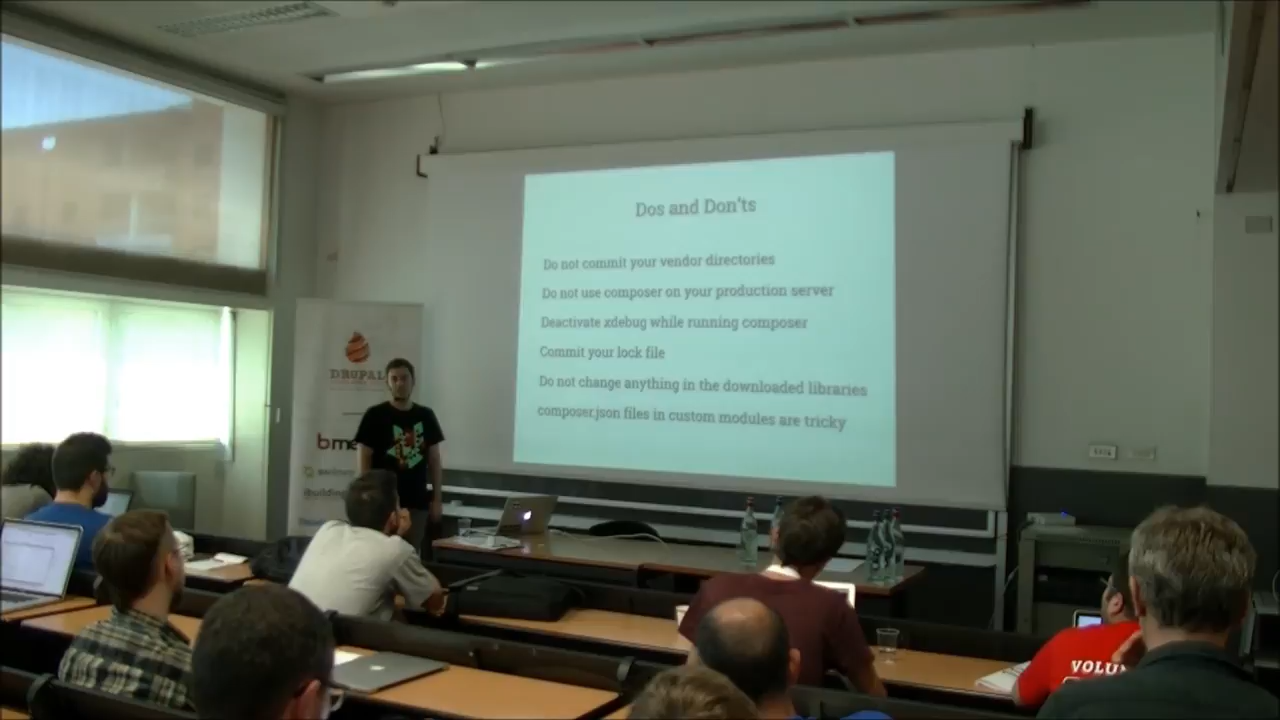 Dos and Don'ts
Do not commit your vendor directories
Do not use composer on your production server
Deactivate xdebug while running composer
Commit your lock file
Do not change anything in the downloaded libraries
composer.json files in custom modules are tricky
DRUPAL
VOLU